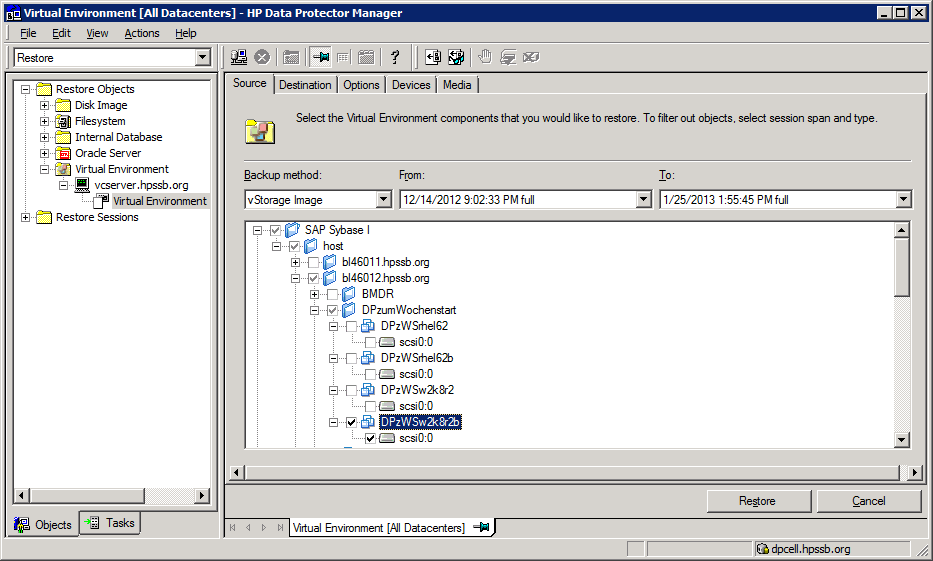 Virtual Environment [All Datacenters] - HP Data Protector Manager
File Edit View Actions Help
Restore
Restore Objects
Disk Image
Filesystem
Internal Database
Oracle Server
Virtual Environment
vcserver.hpssb.org
Virtual Environment
Restore Sessions
Objects Tasks
Source Destination Options Devices Media
Select the Virtual Environment components that you would like to restore. To filter out objects, select session span and type.
Backup method: From: To:
vStorage Image 12/14/2012 9:02:33 PM full 1/25/2013 1:55:45 PM full
SAP Sybase I
host
bl46011.hpssb.org
bl46012.hpssb.org
BMDR
DPzumWochenstart
DPzWSrhel62
scsi0:0
DPzWSrhel62b
scsi0:0
DPzWSw2k8r2
scsi0:0
DPzWSw2k8r2b
scsi0:0
Restore Cancel
Virtual Environment [All Datacenters]
dpcell.hpssb.org